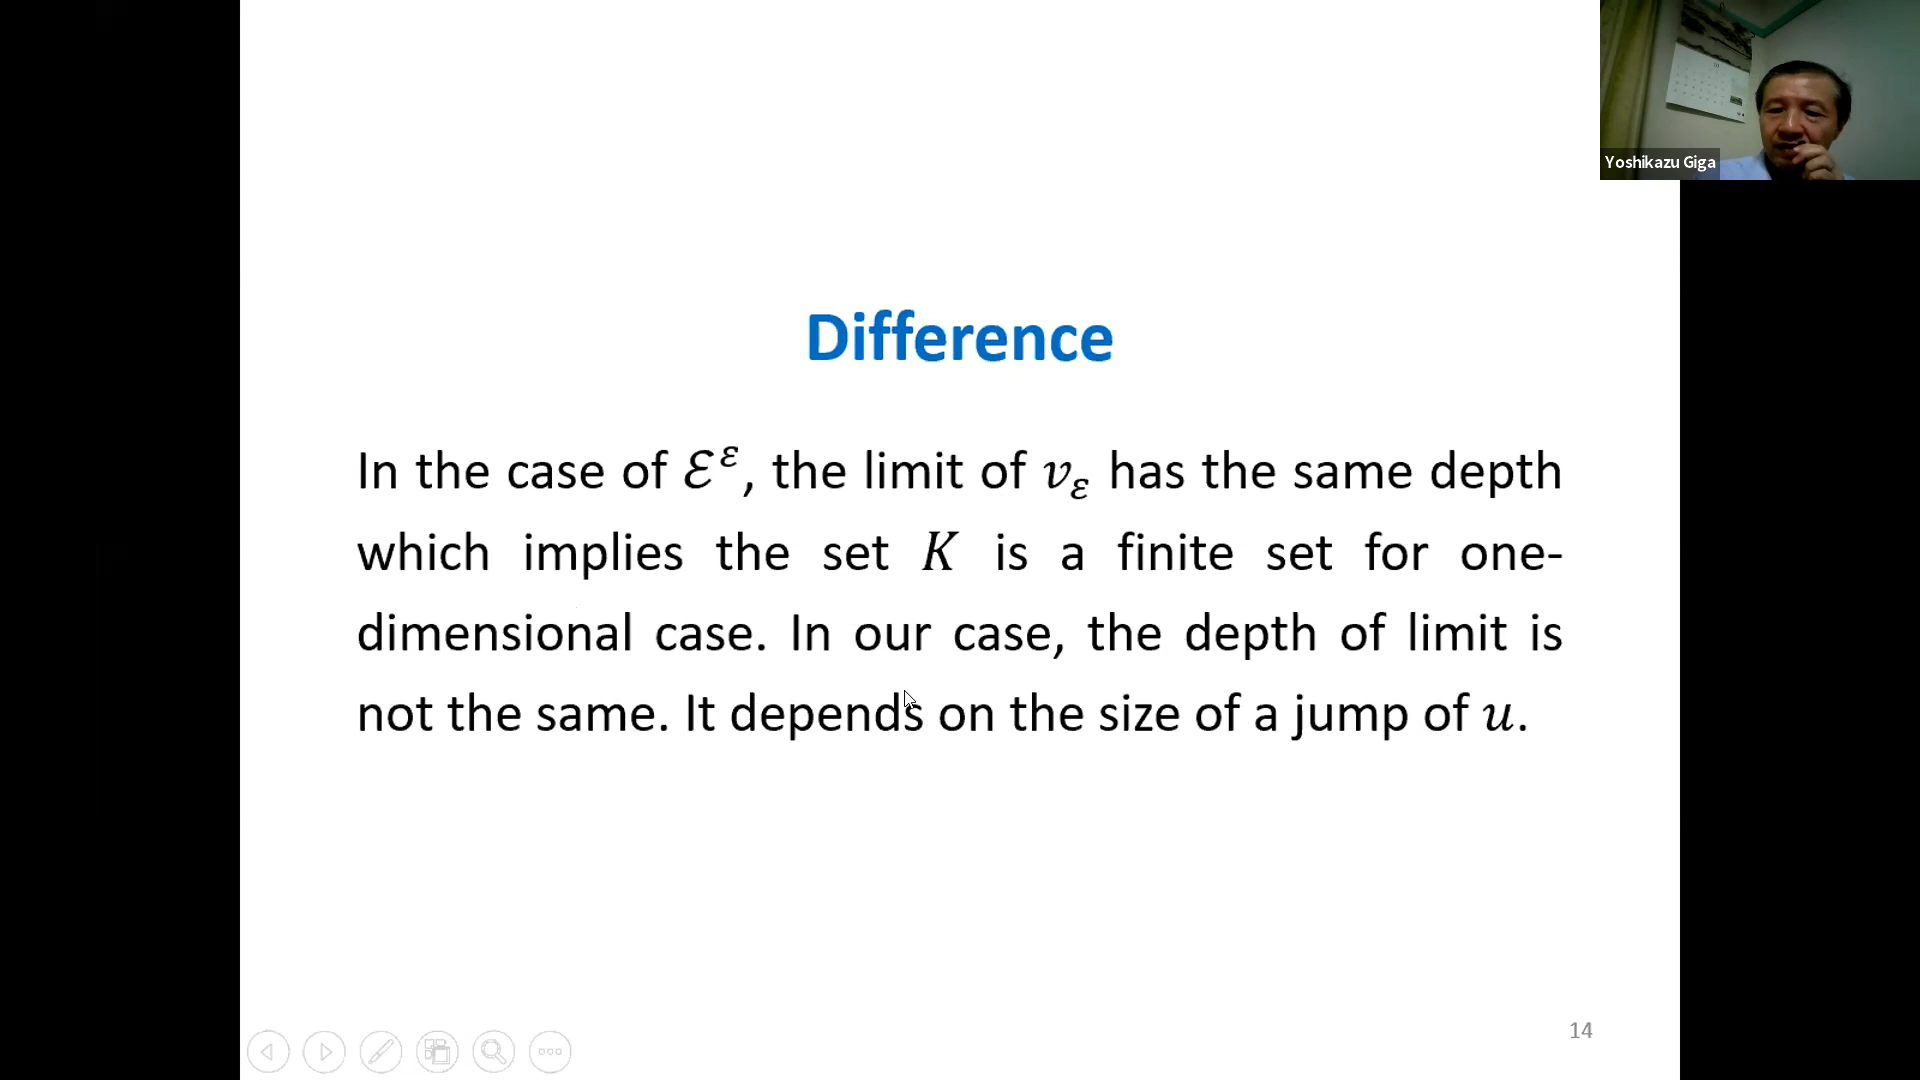 Yoshikazu Giga
Difference
In the case of ℰ^ε, the limit of v_ε has the same depth
which implies the set K is a finite set for one-
dimensional case. In our case, the depth of limit is
not the same. It depends on the size of a jump of u.
14